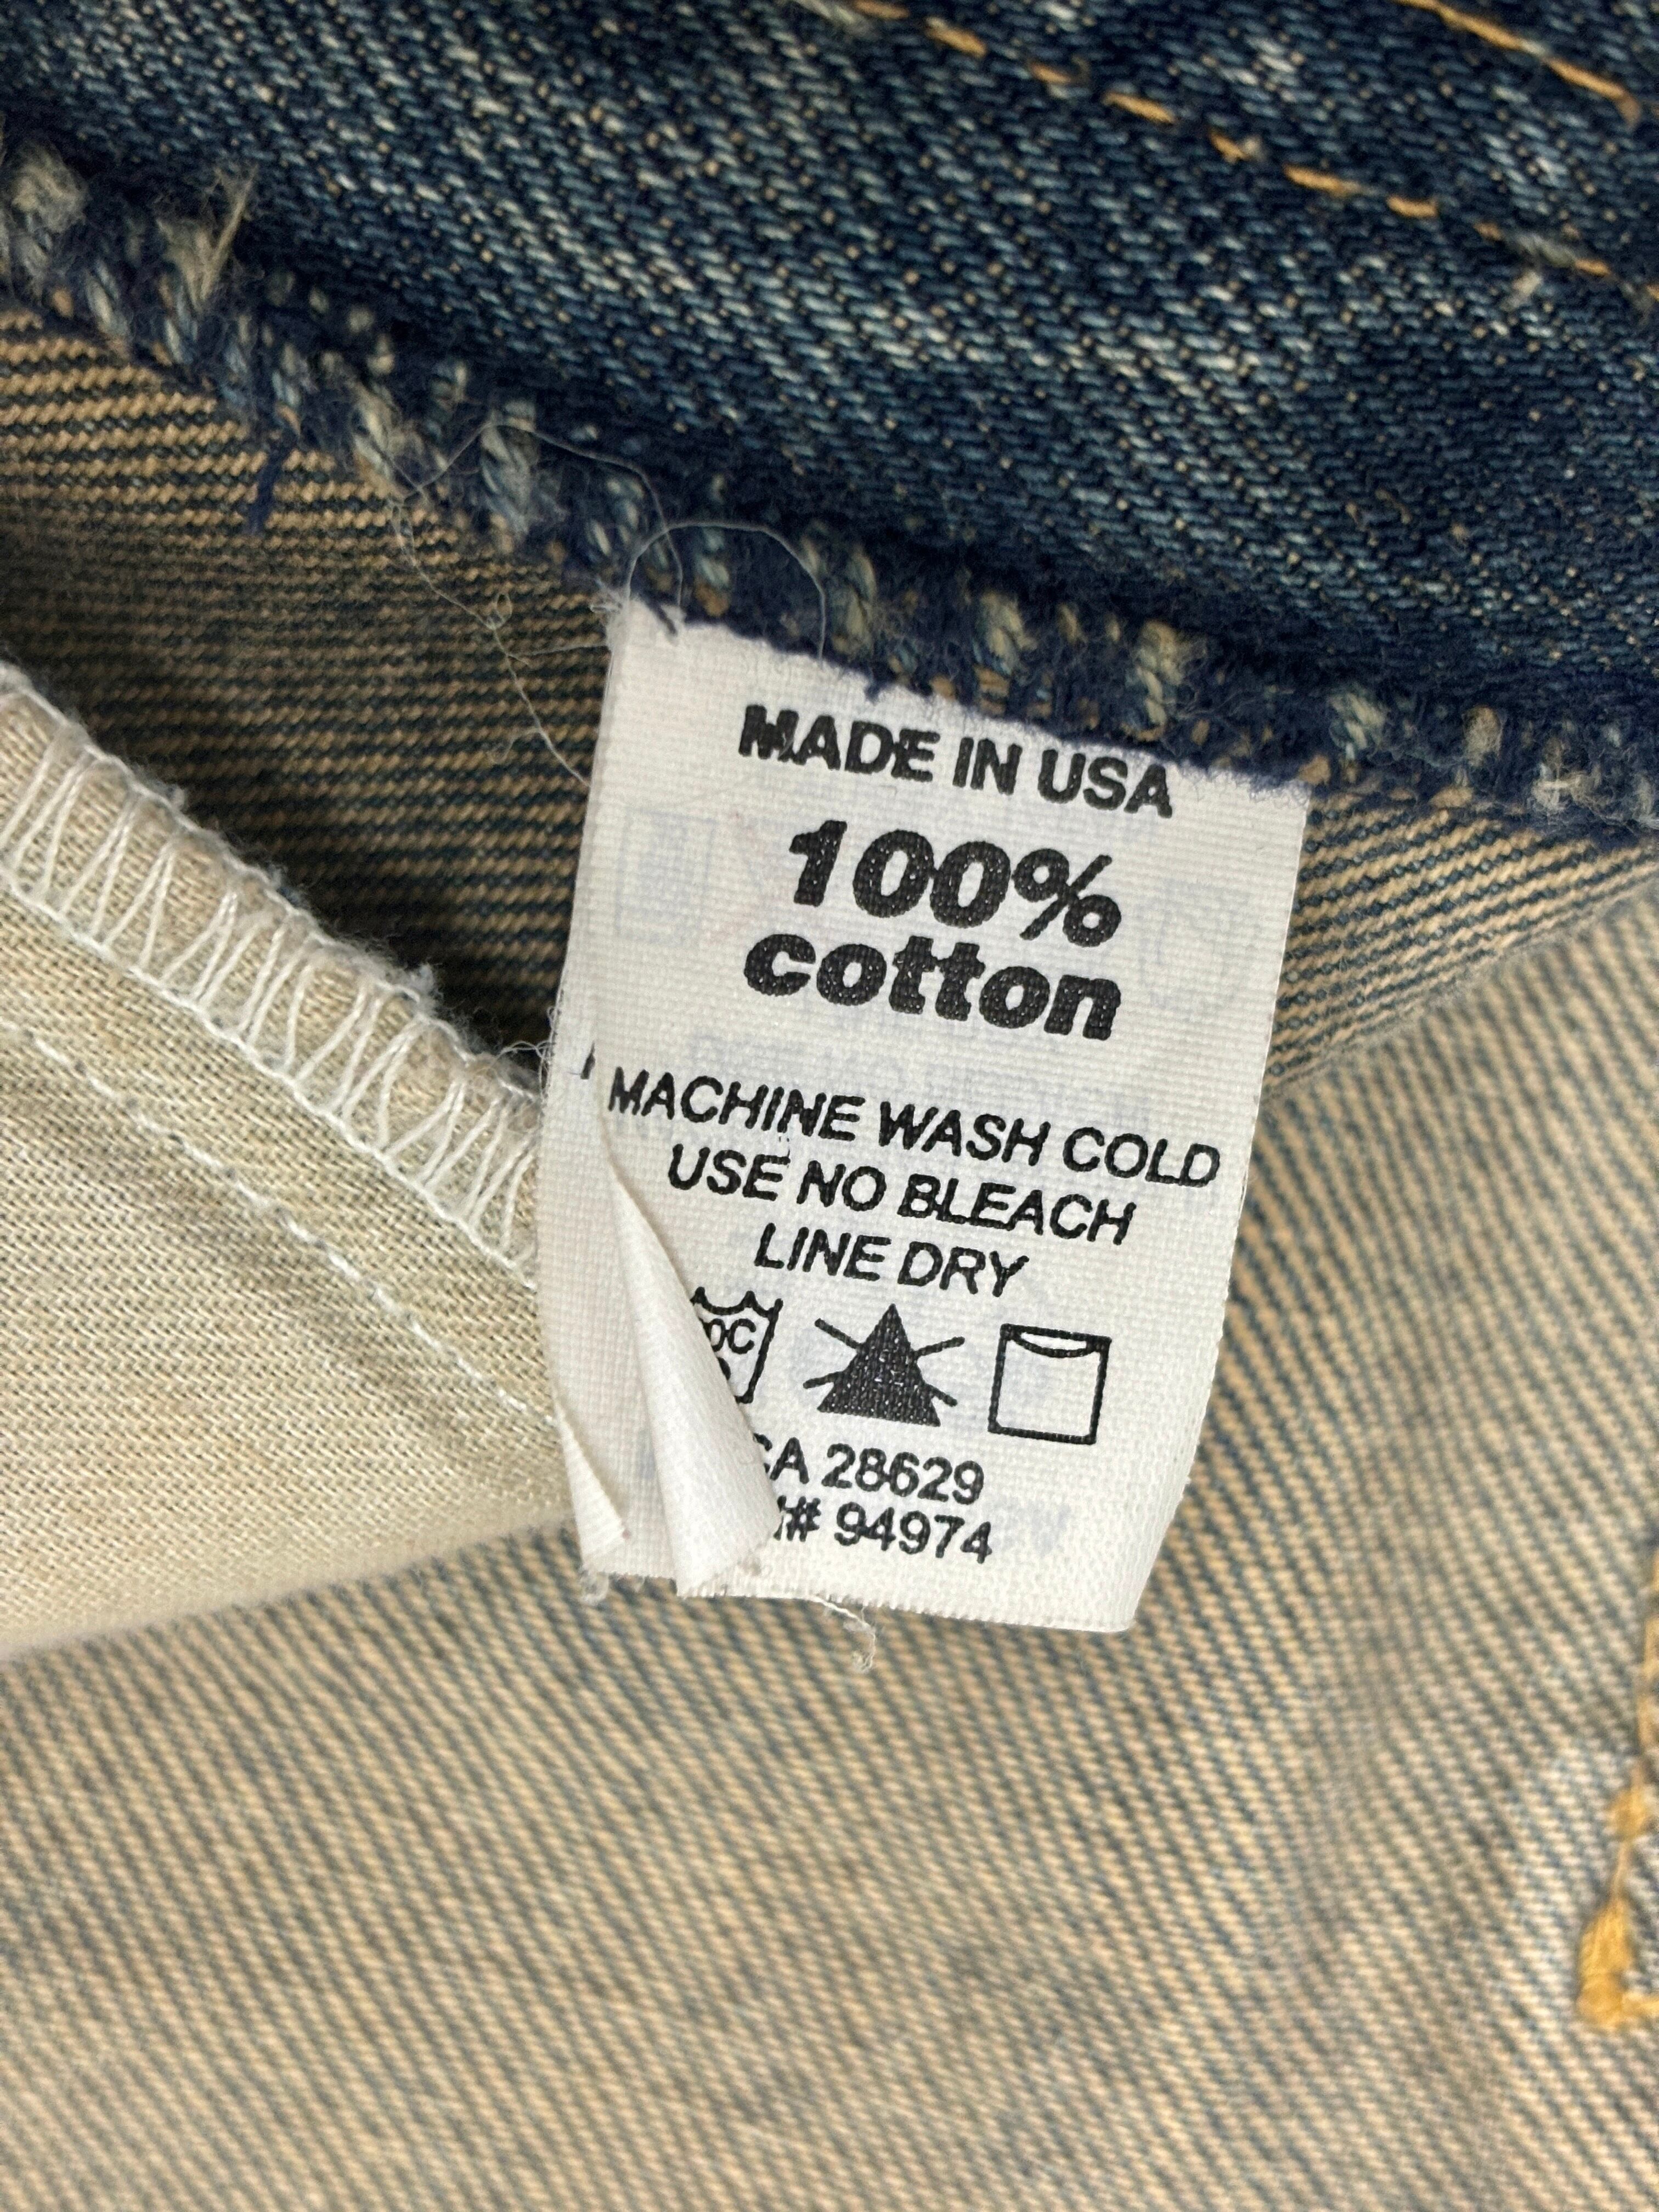 MADE IN USA
100%
cotton
MACHINE WASH COLD
USE NO BLEACH
LINE DRY
CA 28629
# 94974